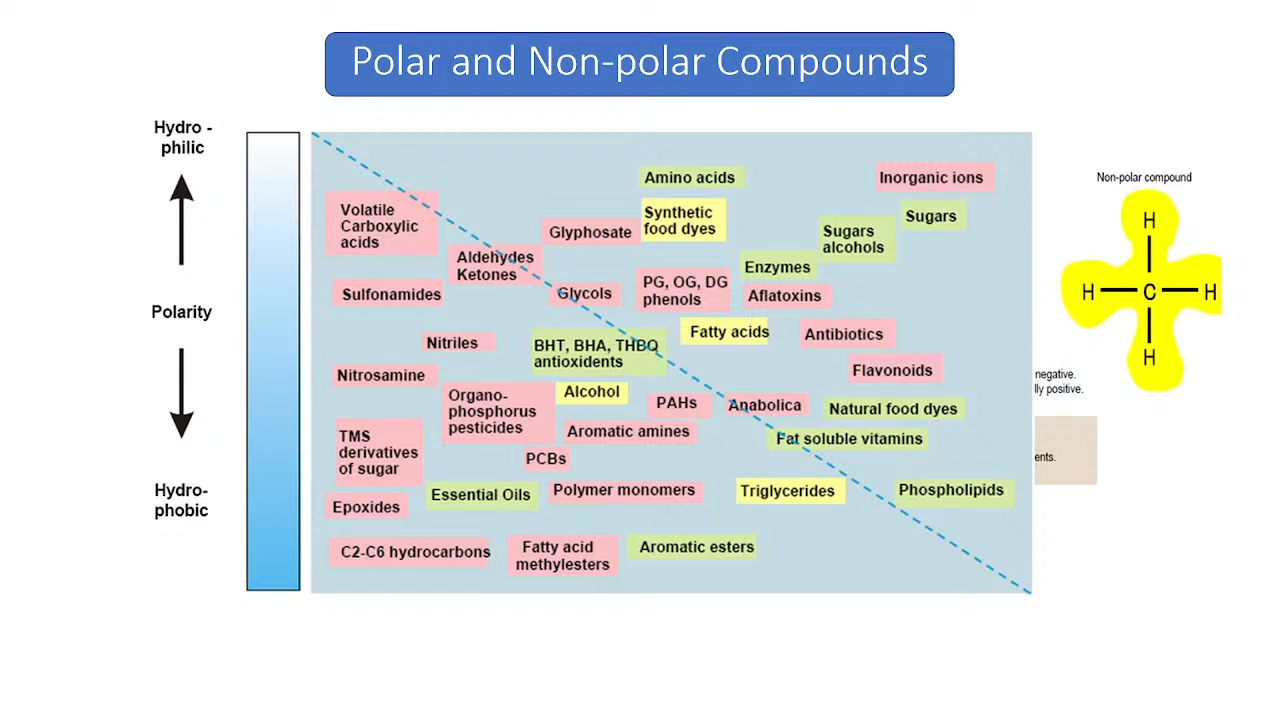 Polar and Non-polar Compounds
Hydro -
philic
Polarity
Hydro-
phobic
Amino acids
Inorganic ions
Volatile
Carboxylic
acids
Synthetic
food dyes
Sugars
Glyphosate
Sugars
alcohols
Aldehydes
Ketones
Enzymes
Sulfonamides
Glycols
PG, OG, DG
phenols
Aflatoxins
Nitriles
BHT, BHA, THBQ
antioxidents
Fatty acids
Antibiotics
Nitrosamine
Flavonoids
Organo-
phosphorus
pesticides
Alcohol
PAHs
Anabolica
Natural food dyes
TMS
derivatives
of sugar
Aromatic amines
Fat soluble vitamins
PCBs
Essential Oils
Polymer monomers
Triglycerides
Phospholipids
Epoxides
C2-C6 hydrocarbons
Fatty acid
methylesters
Aromatic esters
Non-polar compound
H
H C H
H
negative.
lly positive.
ents.